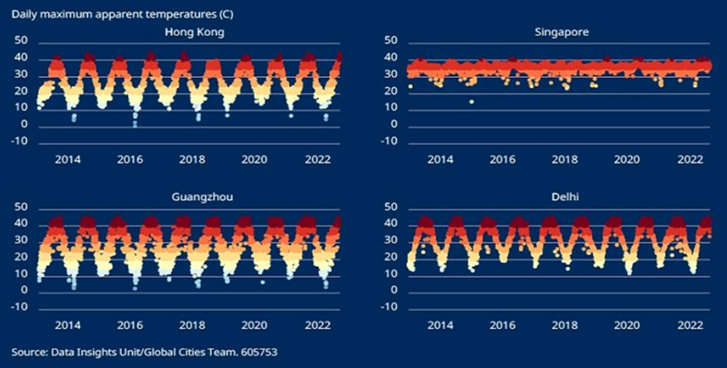 Daily maximum apparent temperatures (C)
Hong Kong
50
40
30
20
10
0
-10
2014 2016 2018 2020 2022
Singapore
50
40
30
20
10
0
-10
2014 2016 2018 2020 2022
Guangzhou
50
40
30
20
10
0
-10
2014 2016 2018 2020 2022
Delhi
50
40
30
20
10
0
-10
2014 2016 2018 2020 2022
Source: Data Insights Unit/Global Cities Team. 605753